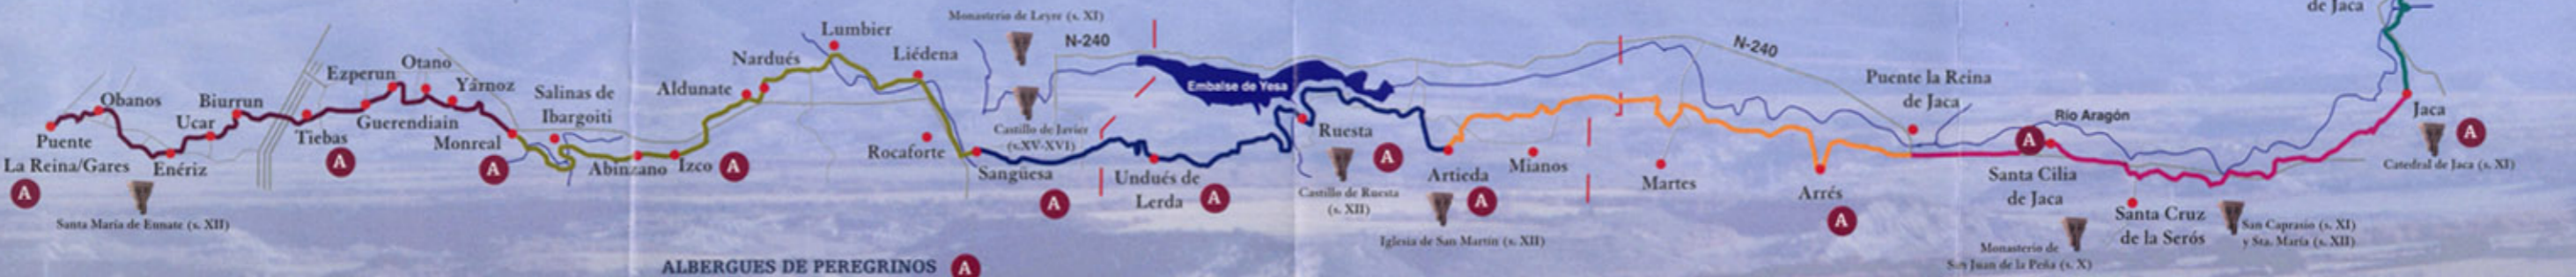 Puente
La Reina/Gares
A
Obanos
Enériz
Santa María de Eunate (s. XII)
Ucar
Biurrun
Tiebas
A
Ezperun
Guerendiain
Otano
Yárnoz
Monreal
A
Salinas de
Ibargoiti
Abinzano
Izco
A
Aldunate
Nardués
Lumbier
Liédena
Rocaforte
Monasterio de Leyre (s. XI)
N-240
Castillo de Javier
(s.XV-XVI)
Sangüesa
A
Undués de
Lerda
A
Embalse de Yesa
Ruesta
A
Castillo de Ruesta
(s. XII)
Artieda
A
Iglesia de San Martín (s. XII)
Mianos
Martes
N-240
Arrés
A
Puente la Reina
de Jaca
Río Aragón
A
Santa Cilia
de Jaca
Monasterio de
San Juan de la Peña (s. X)
Santa Cruz
de la Serós
San Caprasio (s. XI)
y Sta. María (s. XII)
de Jaca
Jaca
A
Catedral de Jaca (s. XI)
ALBERGUES DE PEREGRINOS A